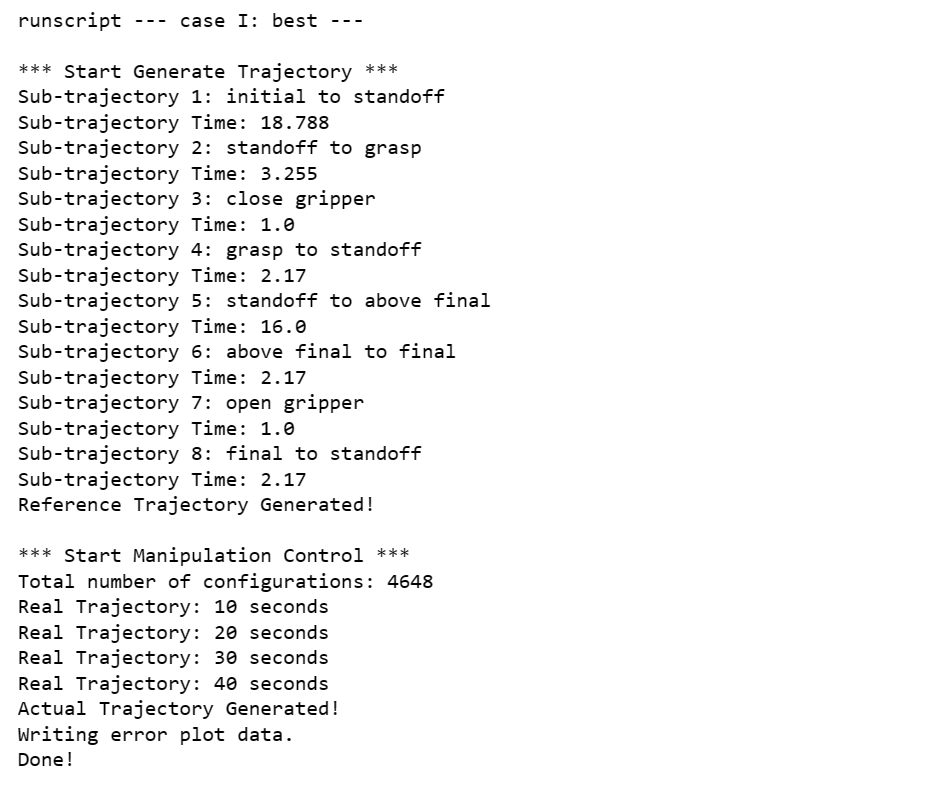 runscript --- case I: best ---
*** Start Generate Trajectory ***
Sub-trajectory 1: initial to standoff
Sub-trajectory Time: 18.788
Sub-trajectory 2: standoff to grasp
Sub-trajectory Time: 3.255
Sub-trajectory 3: close gripper
Sub-trajectory Time: 1.0
Sub-trajectory 4: grasp to standoff
Sub-trajectory Time: 2.17
Sub-trajectory 5: standoff to above final
Sub-trajectory Time: 16.0
Sub-trajectory 6: above final to final
Sub-trajectory Time: 2.17
Sub-trajectory 7: open gripper
Sub-trajectory Time: 1.0
Sub-trajectory 8: final to standoff
Sub-trajectory Time: 2.17
Reference Trajectory Generated!
*** Start Manipulation Control ***
Total number of configurations: 4648
Real Trajectory: 10 seconds
Real Trajectory: 20 seconds
Real Trajectory: 30 seconds
Real Trajectory: 40 seconds
Actual Trajectory Generated!
Writing error plot data.
Done!